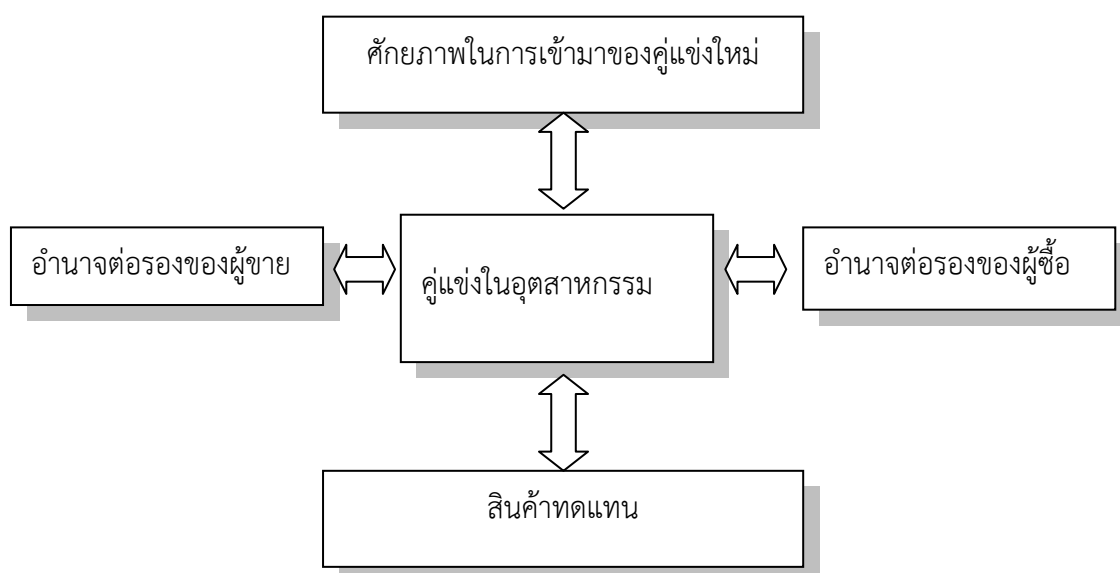 ศักยภาพในการเข้ามาของคู่แข่งใหม่
อำนาจต่อรองของผู้ขาย
คู่แข่งในอุตสาหกรรม
อำนาจต่อรองของผู้ซื้อ
สินค้าทดแทน